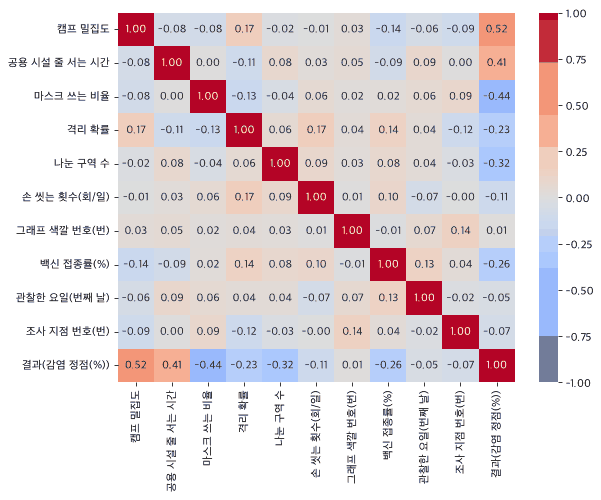 캠프 밀집도 1.00 -0.08 -0.08 0.17 -0.02 -0.01 0.03 -0.14 -0.06 -0.09 0.52
공용 시설 줄 서는 시간 -0.08 1.00 0.00 -0.11 0.08 0.03 0.05 -0.09 0.09 0.00 0.41
마스크 쓰는 비율 -0.08 0.00 1.00 -0.13 -0.04 0.06 0.02 0.02 0.06 0.09 -0.44
격리 확률 0.17 -0.11 -0.13 1.00 0.06 0.17 0.04 0.14 0.04 -0.12 -0.23
나눈 구역 수 -0.02 0.08 -0.04 0.06 1.00 0.09 0.03 0.08 0.04 -0.03 -0.32
손 씻는 횟수(회/일) -0.01 0.03 0.06 0.17 0.09 1.00 0.01 0.10 -0.07 -0.00 -0.11
그래프 색깔 번호(번) 0.03 0.05 0.02 0.04 0.03 0.01 1.00 -0.01 0.07 0.14 0.01
백신 접종률(%) -0.14 -0.09 0.02 0.14 0.08 0.10 -0.01 1.00 0.13 0.04 -0.26
관찰한 요일(번째 날) -0.06 0.09 0.06 0.04 0.04 -0.07 0.07 0.13 1.00 -0.02 -0.05
조사 지점 번호(번) -0.09 0.00 0.09 -0.12 -0.03 -0.00 0.14 0.04 -0.02 1.00 -0.07
결과(감염 정점(%)) 0.52 0.41 -0.44 -0.23 -0.32 -0.11 0.01 -0.26 -0.05 -0.07 1.00
캠프 밀집도
공용 시설 줄 서는 시간
마스크 쓰는 비율
격리 확률
나눈 구역 수
손 씻는 횟수(회/일)
그래프 색깔 번호(번)
백신 접종률(%)
관찰한 요일(번째 날)
조사 지점 번호(번)
결과(감염 정점(%))
1.00
0.75
0.50
0.25
0.00
-0.25
-0.50
-0.75
-1.00